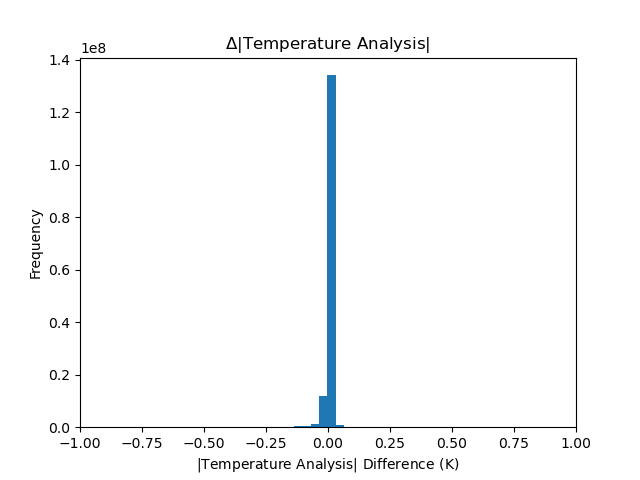 Δ|Temperature Analysis|
1e8
1.4
1.2
1.0
0.8
0.6
0.4
0.2
0.0
Frequency
−1.00 −0.75 −0.50 −0.25 0.00 0.25 0.50 0.75 1.00
|Temperature Analysis| Difference (K)